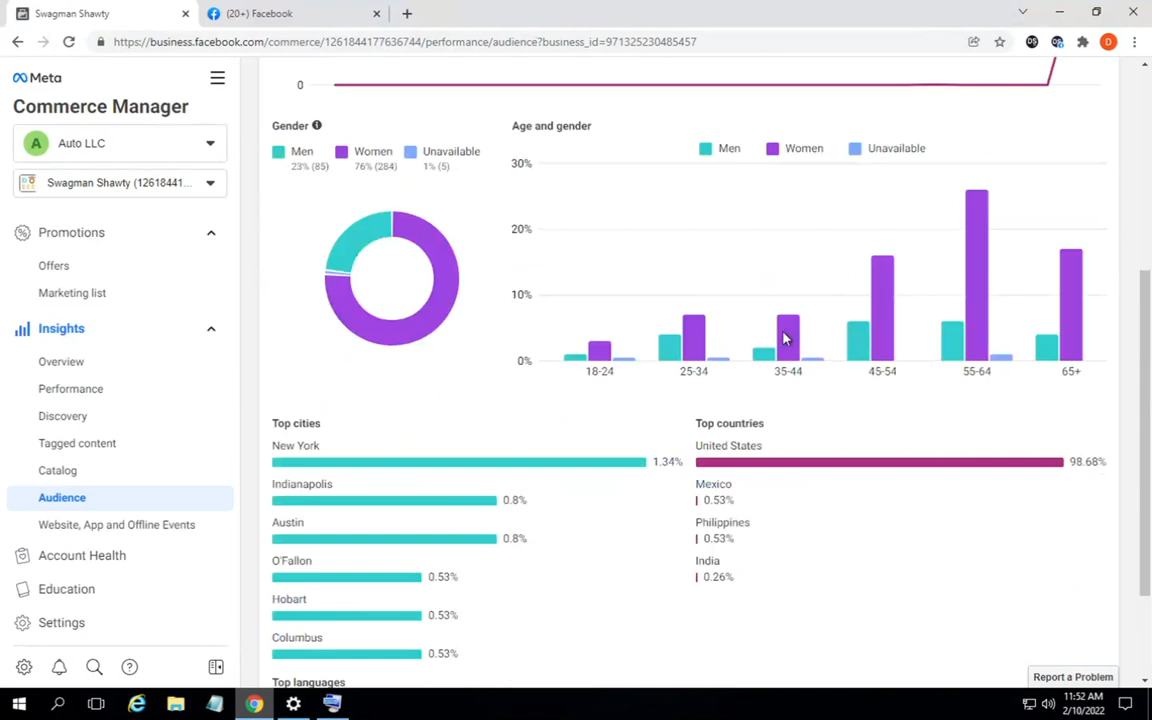 Swagman Shawty
(20+) Facebook
https://business.facebook.com/commerce/1261844177636744/performance/audience?business_id=971325230485457
D
Meta
Commerce Manager
A Auto LLC
Swagman Shawty (1261844177...
Promotions
Offers
Marketing list
Insights
Overview
Performance
Discovery
Tagged content
Catalog
Audience
Website, App and Offline Events
Account Health
Education
Settings
0
Gender
Men
23% (85)
Women
76% (284)
Unavailable
1% (5)
Age and gender
Men Women Unavailable
30%
20%
10%
0%
18-24 25-34 35-44 45-54 55-64 65+
Top cities
New York
1.34%
Indianapolis
0.8%
Austin
0.8%
O'Fallon
0.53%
Hobart
0.53%
Columbus
0.53%
Top languages
Top countries
United States
98.68%
Mexico
0.53%
Philippines
0.53%
India
0.26%
Report a Problem
11:52 AM
2/10/2022